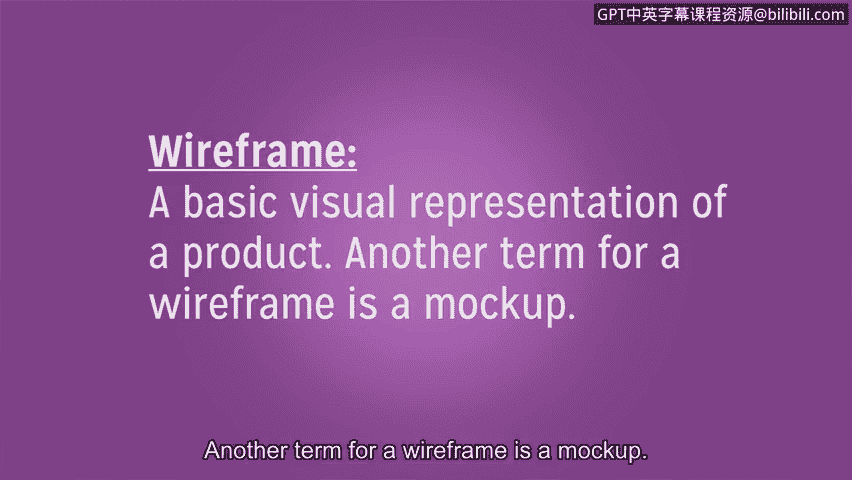 GPT中英字幕课程资源@bilibili.com
Wireframe:
A basic visual representation of
a product. Another term for a
wireframe is a mockup.
Another term for a wireframe is a mockup.